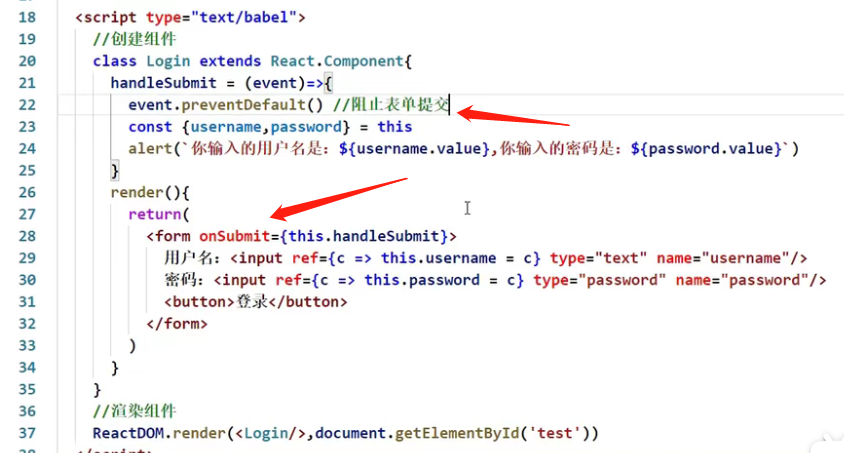 18 <script type="text/babel">
19 //创建组件
20 class Login extends React.Component{
21 handleSubmit = (event)=>{
22 event.preventDefault() //阻止表单提交
23 const {username,password} = this
24 alert(`你输入的用户名是：${username.value},你输入的密码是：${password.value}`)
25 }
26 render(){
27 return(
28 <form onSubmit={this.handleSubmit}>
29 用户名：<input ref={c => this.username = c} type="text" name="username"/>
30 密码：<input ref={c => this.password = c} type="password" name="password"/>
31 <button>登录</button>
32 </form>
33 )
34 }
35 }
36 //渲染组件
37 ReactDOM.render(<Login/>,document.getElementById('test'))